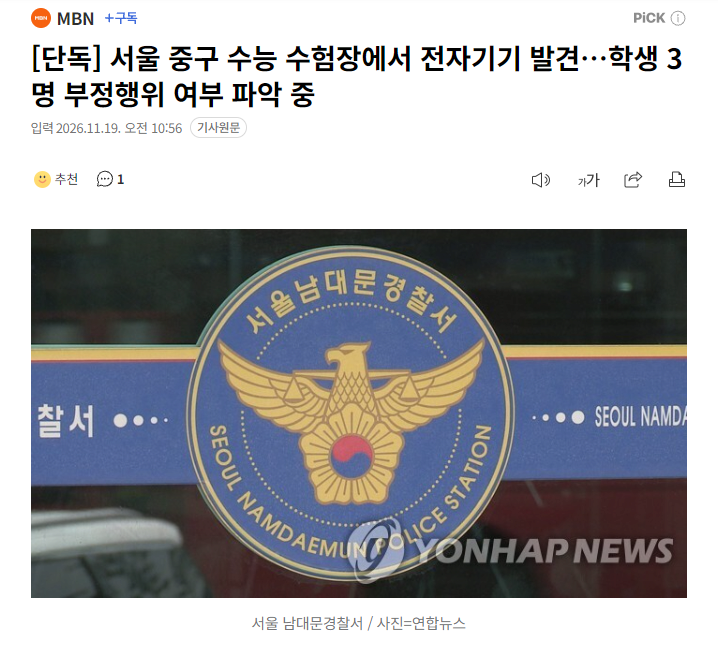 MBN
MBN +구독
PiCK
[단독] 서울 중구 수능 수험장에서 전자기기 발견…학생 3
명 부정행위 여부 파악 중
입력 2026.11.19. 오전 10:56 기사원문
추천 1
가가
서울남대문경찰서
찰서
SEOUL NAMDA
SEOUL NAMDAEMUN POLICE STATION
YONHAP NEWS
서울 남대문경찰서 / 사진=연합뉴스